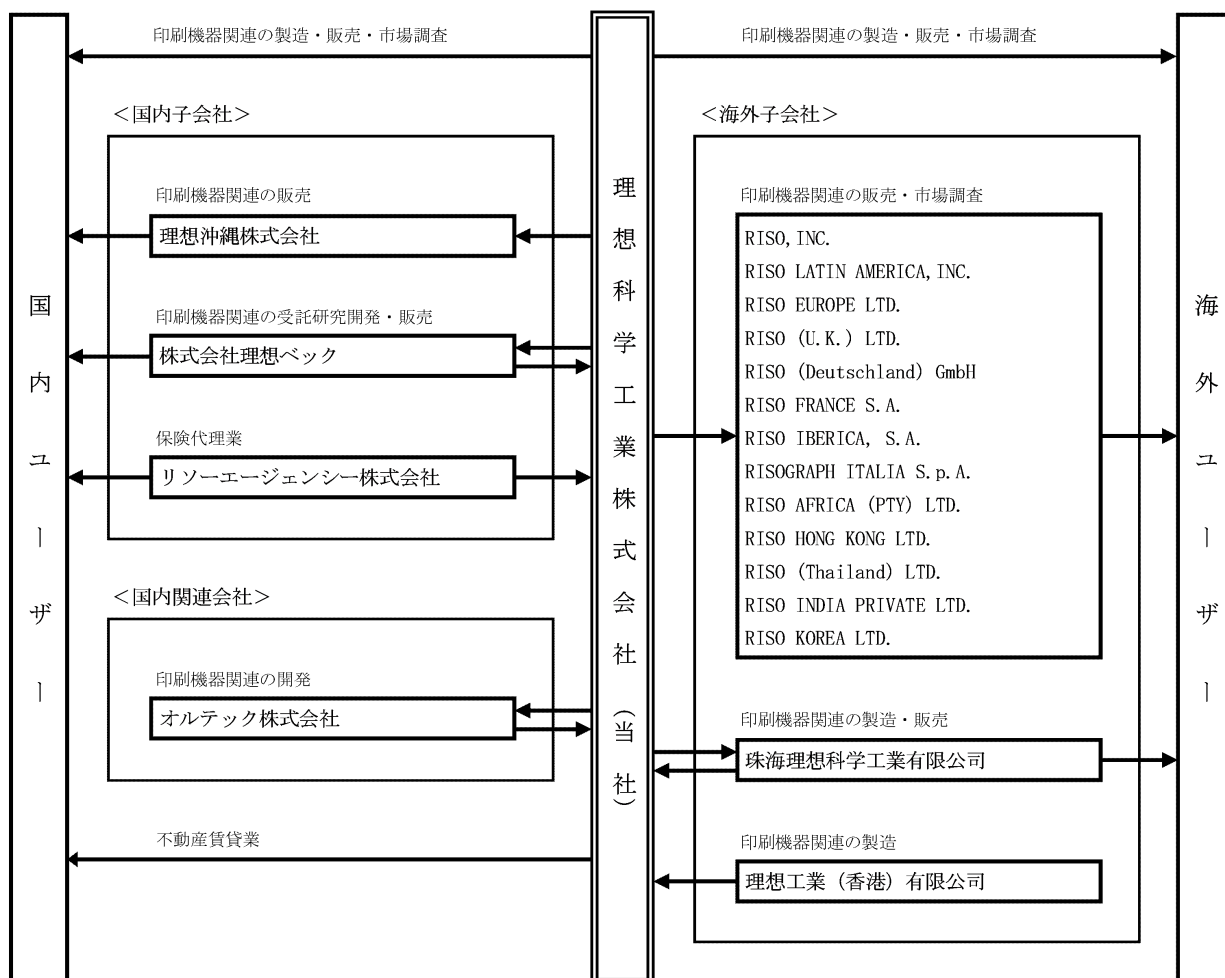 印刷機器関連の製造・販売・市場調査
印刷機器関連の製造・販売・市場調査
国内ユーザー
＜国内子会社＞
印刷機器関連の販売
理想沖縄株式会社
印刷機器関連の受託研究開発・販売
株式会社理想ベック
保険代理業
リソーエージェンシー株式会社
＜国内関連会社＞
印刷機器関連の開発
オルテック株式会社
不動産賃貸業
理想科学工業株式会社（当社）
＜海外子会社＞
印刷機器関連の販売・市場調査
RISO,INC.
RISO LATIN AMERICA,INC.
RISO EUROPE LTD.
RISO (U.K.) LTD.
RISO (Deutschland) GmbH
RISO FRANCE S.A.
RISO IBERICA, S.A.
RISOGRAPH ITALIA S.p.A.
RISO AFRICA (PTY) LTD.
RISO HONG KONG LTD.
RISO (Thailand) LTD.
RISO INDIA PRIVATE LTD.
RISO KOREA LTD.
印刷機器関連の製造・販売
珠海理想科学工業有限公司
印刷機器関連の製造
理想工業（香港）有限公司
海外ユーザー